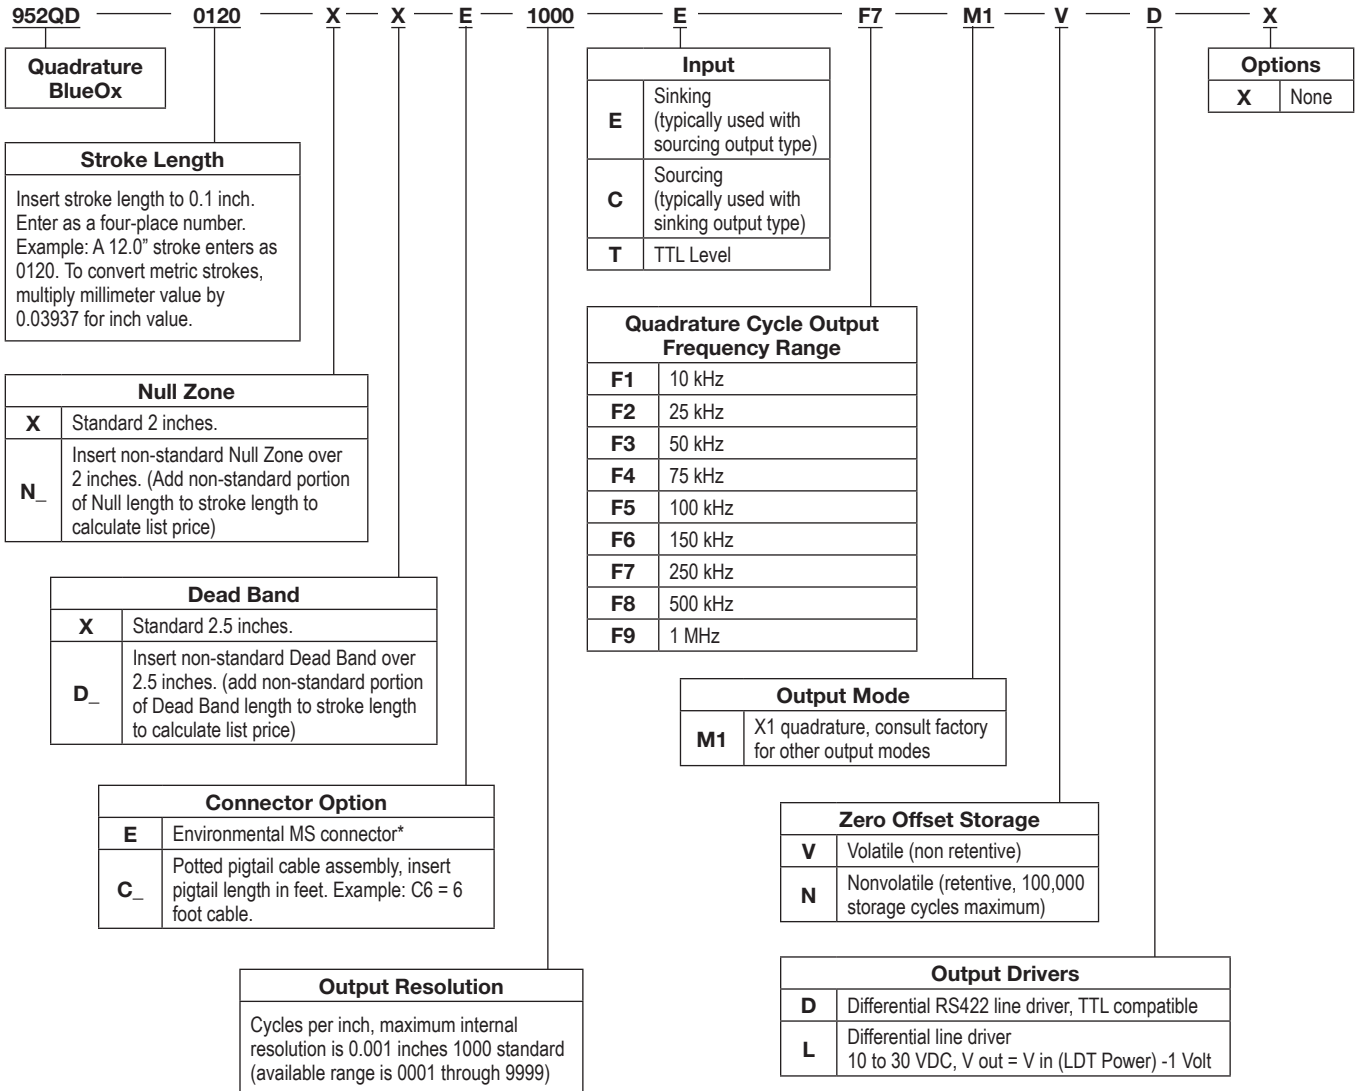 952QD 0120 X X E 1000 E F7 M1 V D X
Quadrature
BlueOx
Stroke Length
Insert stroke length to 0.1 inch.
Enter as a four-place number.
Example: A 12.0” stroke enters as
0120. To convert metric strokes,
multiply millimeter value by
0.03937 for inch value.
Null Zone
X Standard 2 inches.
N_ Insert non-standard Null Zone over
2 inches. (Add non-standard portion
of Null length to stroke length to
calculate list price)
Dead Band
X Standard 2.5 inches.
D_ Insert non-standard Dead Band over
2.5 inches. (add non-standard portion
of Dead Band length to stroke length
to calculate list price)
Connector Option
E Environmental MS connector*
C_ Potted pigtail cable assembly, insert
pigtail length in feet. Example: C6 = 6
foot cable.
Output Resolution
Cycles per inch, maximum internal
resolution is 0.001 inches 1000 standard
(available range is 0001 through 9999)
Input
E Sinking
(typically used with
sourcing output type)
C Sourcing
(typically used with
sinking output type)
T TTL Level
Quadrature Cycle Output
Frequency Range
F1 10 kHz
F2 25 kHz
F3 50 kHz
F4 75 kHz
F5 100 kHz
F6 150 kHz
F7 250 kHz
F8 500 kHz
F9 1 MHz
Output Mode
M1 X1 quadrature, consult factory
for other output modes
Zero Offset Storage
V Volatile (non retentive)
N Nonvolatile (retentive, 100,000
storage cycles maximum)
Output Drivers
D Differential RS422 line driver, TTL compatible
L Differential line driver
10 to 30 VDC, V out = V in (LDT Power) -1 Volt
Options
X None